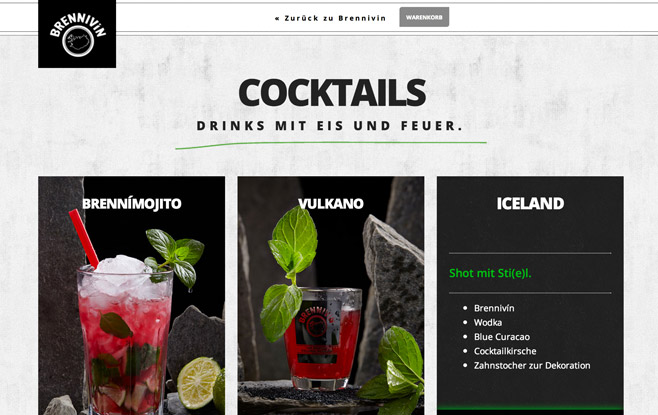 BRENNIVÍN
« Zurück zu Brennivin
WARENKORB
COCKTAILS
DRINKS MIT EIS UND FEUER.
BRENNÍMOJITO
VULKANO
ICELAND
BRENNIVÍN
Shot mit Sti(e)l.
Brennivín
Wodka
Blue Curacao
Cocktailkirsche
Zahnstocher zur Dekoration